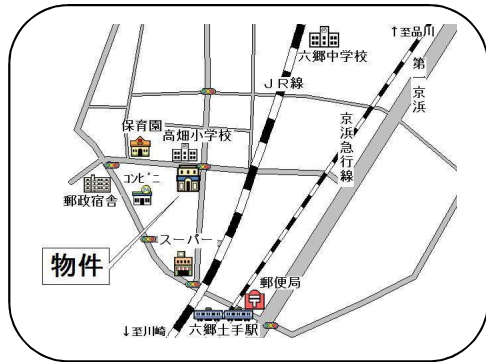 ↑至品川
六郷中学校
第一京浜
JR線
京浜急行線
保育園
高畑小学校
コンビニ
郵政宿舎
スーパー
物件
郵便局
〒
↓至川崎
六郷土手駅